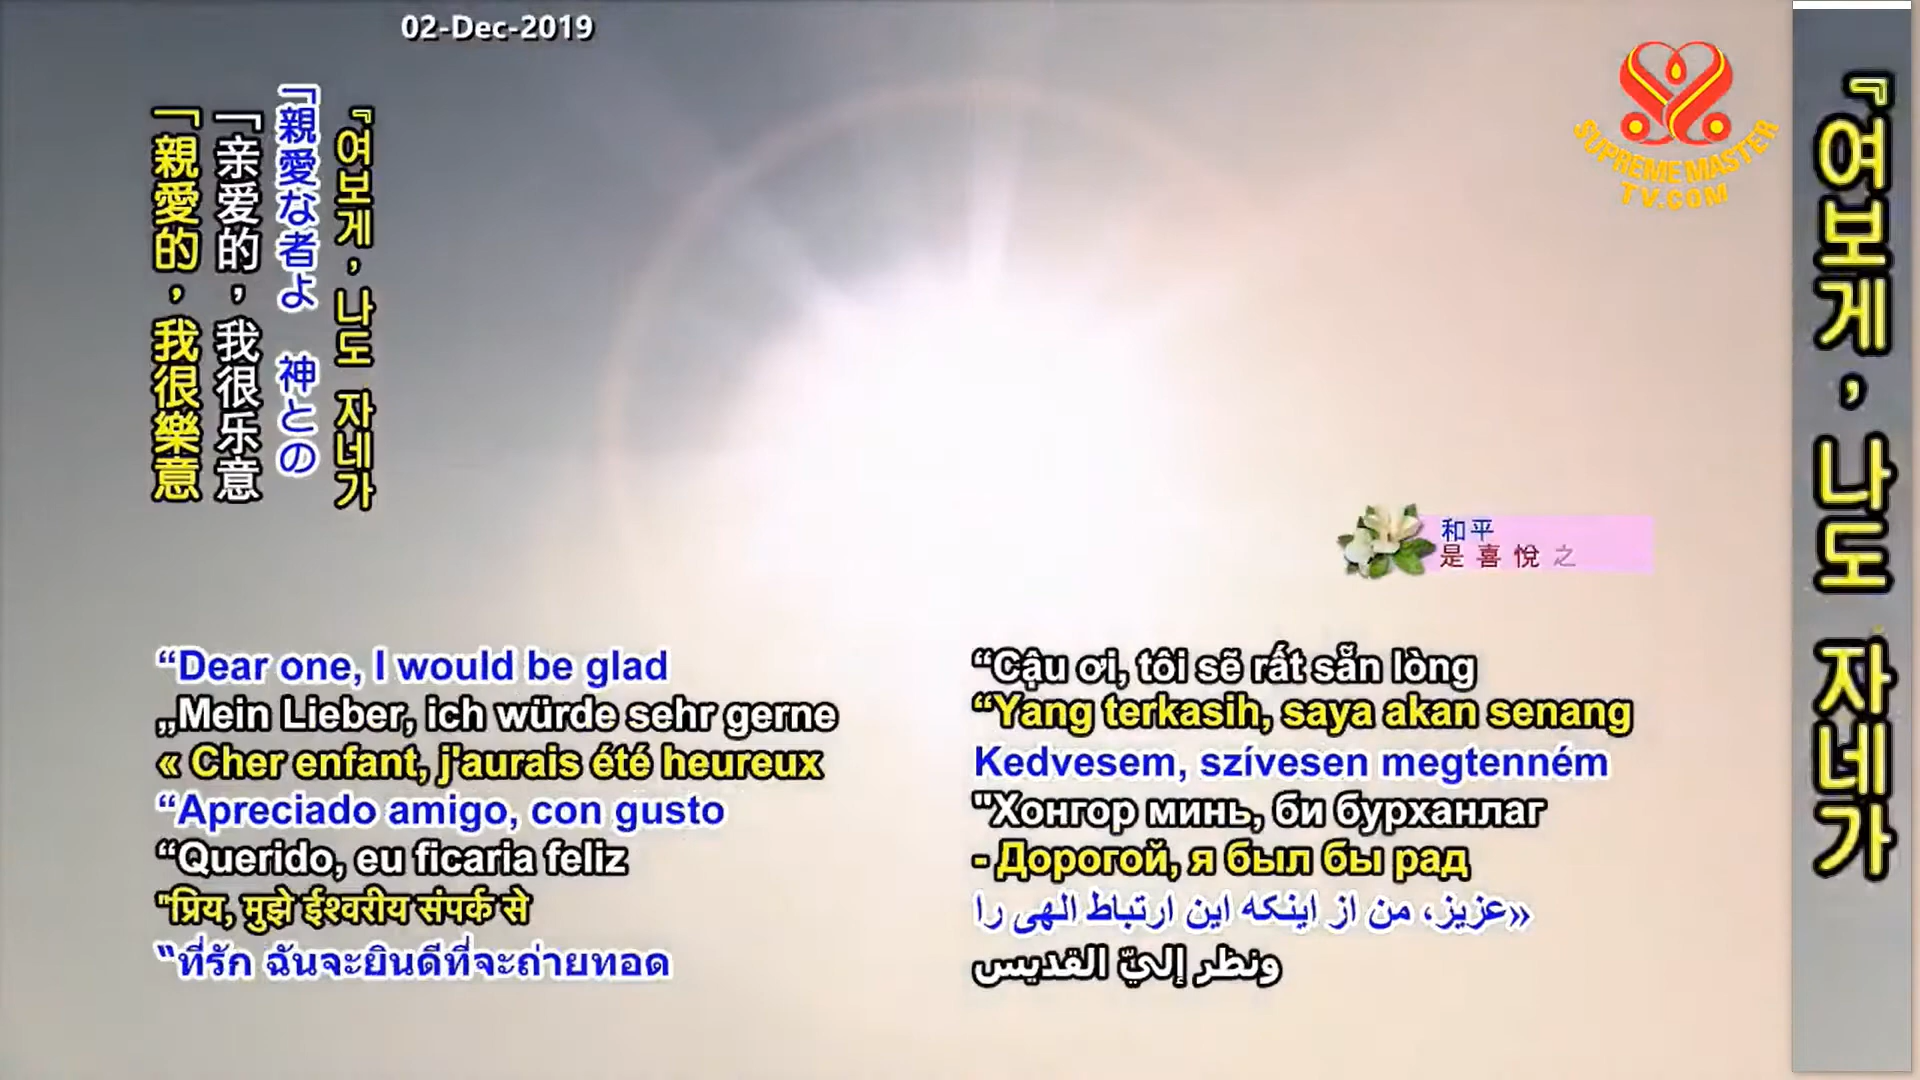 02-Dec-2019
SUPREME MASTER
TV.COM
『여보게, 나도 자네가
『여보게, 나도 자네가
「親愛な者よ 神との
「亲爱的，我很乐意
「親愛的，我很樂意
和平
是喜悅之
“Dear one, I would be glad
„Mein Lieber, ich würde sehr gerne
« Cher enfant, j'aurais été heureux
“Apreciado amigo, con gusto
“Querido, eu ficaria feliz
"प्रिय, मुझे ईश्वरीय संपर्क से
“ที่รัก ฉันจะยินดีที่จะถ่ายทอด
“Cậu ơi, tôi sẽ rất sẵn lòng
“Yang terkasih, saya akan senang
Kedvesem, szívesen megtenném
"Хонгор минь, би бурханлаг
- Дорогой, я был бы рад
«عزیز، من از اینکه این ارتباط الهی را
ونظر إليّ القديس